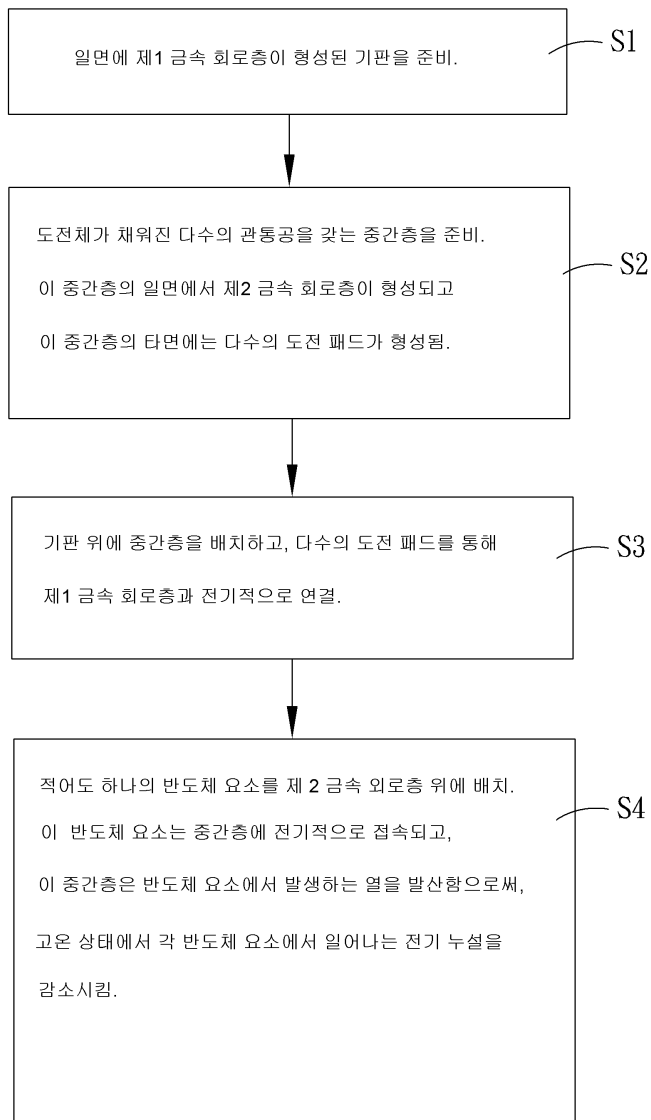 일면에 제1 금속 회로층이 형성된 기판을 준비.
S1
도전체가 채워진 다수의 관통공을 갖는 중간층을 준비.
이 중간층의 일면에서 제2 금속 회로층이 형성되고
S2
이 중간층의 타면에는 다수의 도전 패드가 형성됨.
기판 위에 중간층을 배치하고, 다수의 도전 패드를 통해
S3
제1 금속 회로층과 전기적으로 연결.
적어도 하나의 반도체 요소를 제 2 금속 외로층 위에 배치.
S4
이 반도체 요소는 중간층에 전기적으로 접속되고,
이 중간층은 반도체 요소에서 발생하는 열을 발산함으로써,
고온 상태에서 각 반도체 요소에서 일어나는 전기 누설을
감소시킴.